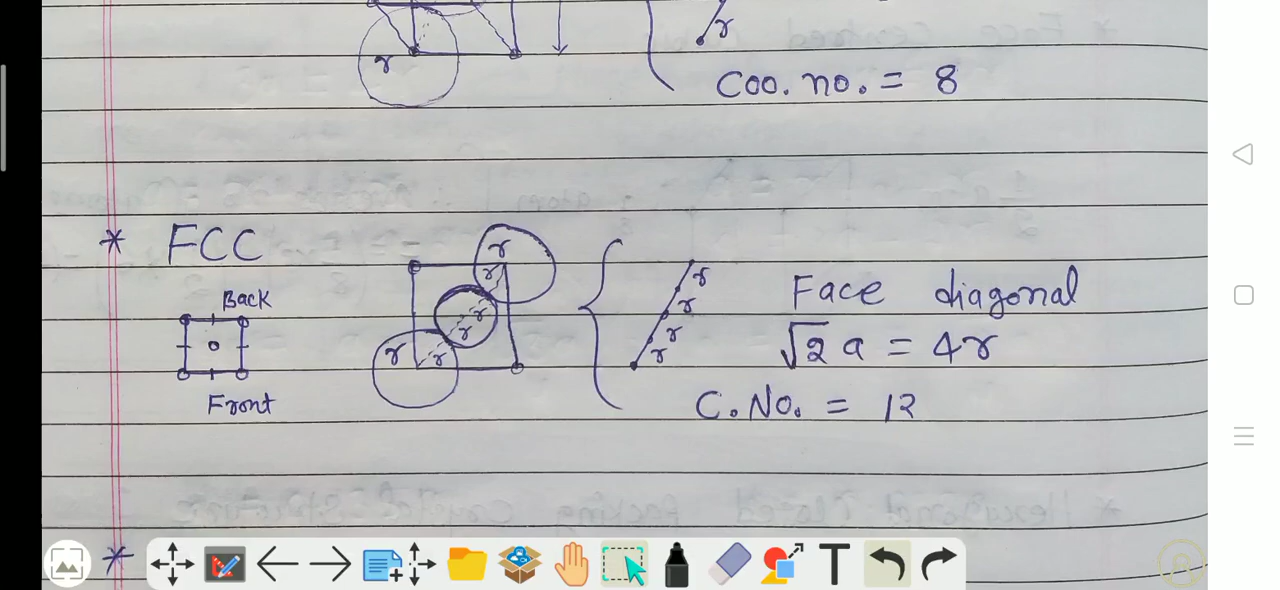 r r
Coo. no. = 8
* FCC
Back
Front
r r
r r
r r
r
r
r
r
Face diagonal
√2 a = 4r
C. No. = 12
*
T